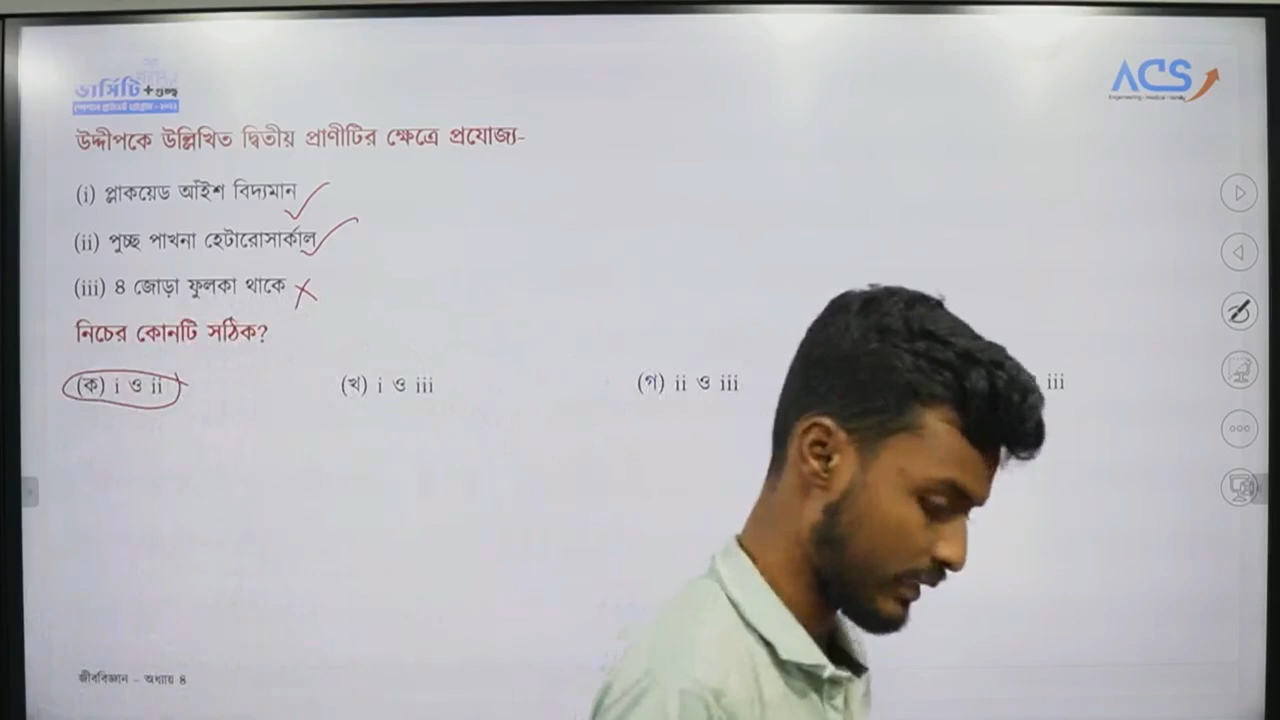 ভার্সিটি + গুচ্ছ
ACS
উদ্দীপকে উল্লিখিত দ্বিতীয় প্রাণীটির ক্ষেত্রে প্রযোজ্য-
(i) প্লাকয়েড আঁইশ বিদ্যমান
(ii) পুচ্ছ পাখনা হেটারোসার্কাল
(iii) ৪ জোড়া ফুলকা থাকে
নিচের কোনটি সঠিক?
(ক) i ও ii (খ) i ও iii (গ) ii ও iii iii
জীববিজ্ঞান - অধ্যায় ৪